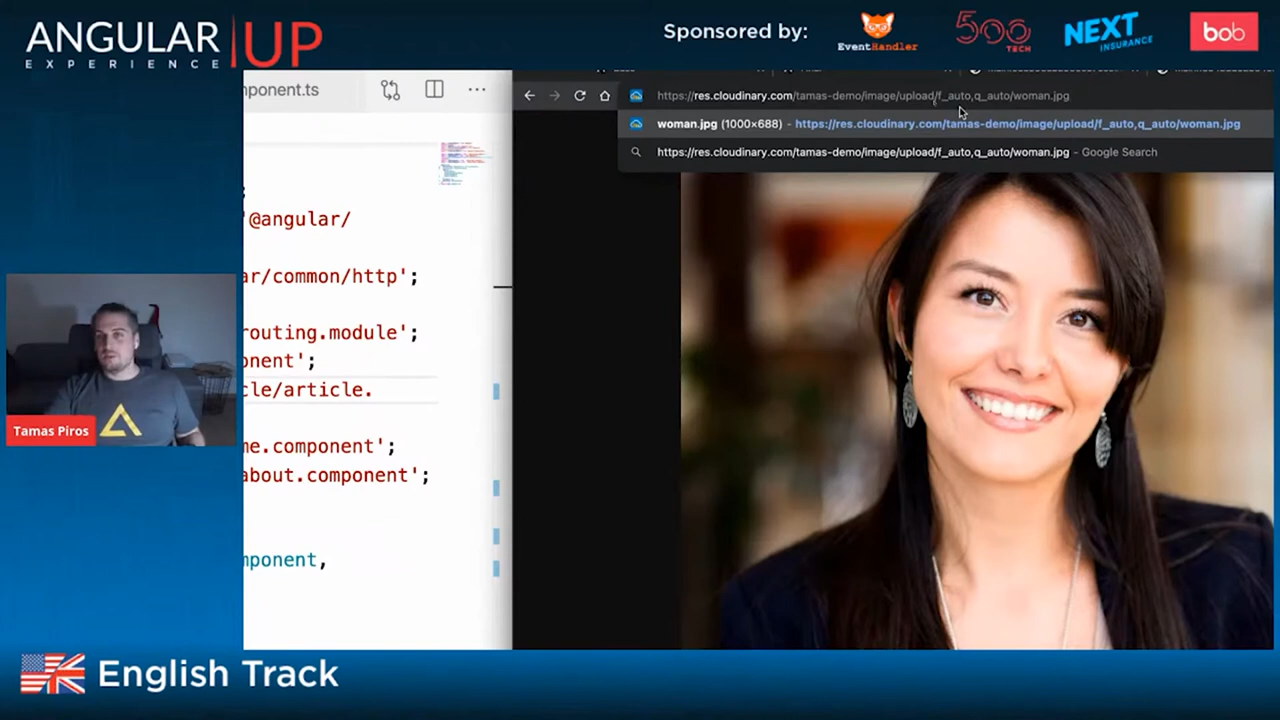 ANGULAR UP
EXPERIENCE
Sponsored by:
EventHandler
500
TECH
NEXT
INSURANCE
bob
ponent.ts
https://res.cloudinary.com/tamas-demo/image/upload/f_auto,q_auto/woman.jpg
woman.jpg (1000×688) - https://res.cloudinary.com/tamas-demo/image/upload/f_auto,q_auto/woman.jpg
https://res.cloudinary.com/tamas-demo/image/upload/f_auto,q_auto/woman.jpg - Google Search
;
'@angular/
ar/common/http';
routing.module';
onent';
cle/article.
me.component';
about.component';
mponent,
Tamas Piros
English Track